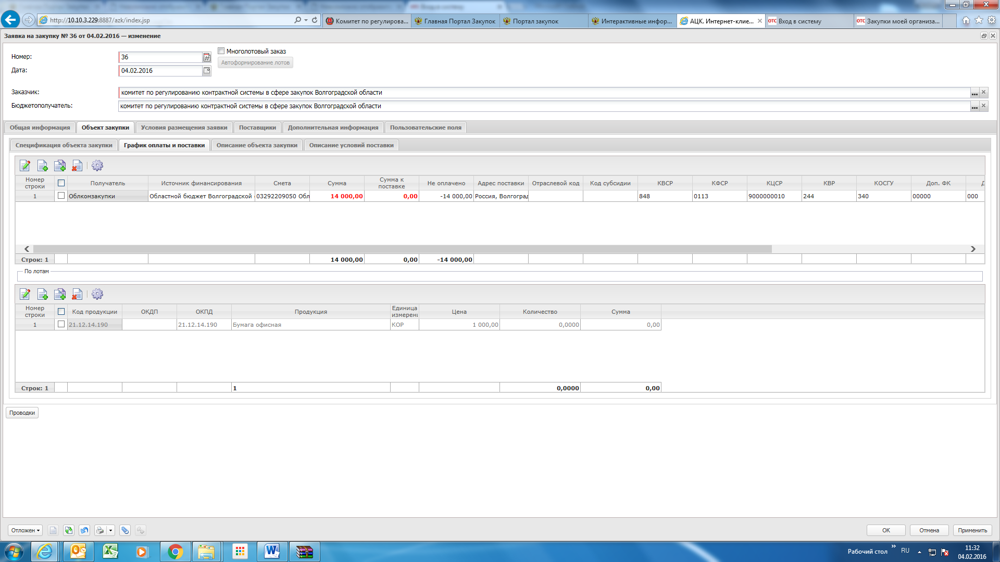 http://10.10.3.229:8887/azk/index.jsp
Комитет по регулирова...
Главная Портал Закупок
Портал закупок
Интерактивные инфор...
АЦК. Интернет-клие...
OTC Вход в систему
OTC Закупки моей организа...
Заявка на закупку № 36 от 04.02.2016 — изменение
Номер: 36
Многолотовый заказ
Автоформирование лотов
Дата: 04.02.2016
Заказчик: комитет по регулированию контрактной системы в сфере закупок Волгоградской области
Бюджетополучатель: комитет по регулированию контрактной системы в сфере закупок Волгоградской области
Общая информация Объект закупки Условия размещения заявки Поставщики Дополнительная информация Пользовательские поля
Спецификация объекта закупки График оплаты и поставки Описание объекта закупки Описание условий поставки
Номер строки Получатель Источник финансирования Смета Сумма Сумма к поставке Не оплачено Адрес поставки Отраслевой код Код субсидии КВСР КФСР КЦСР КВР КОСГУ Доп. ФК Д
1 Облкомзакупки Областной бюджет Волгоградской 03292209050 Обл 14 000,00 0,00 -14 000,00 Россия, Волгоград 848 0113 9000000010 244 340 00000 000
Строк: 1 14 000,00 0,00 -14 000,00
По лотам
Номер строки Код продукции ОКДП ОКПД Продукция Единица измерени Цена Количество Сумма
1 21.12.14.190 21.12.14.190 Бумага офисная КОР 1 000,00 0,0000 0,00
Строк: 1 1 0,0000 0,00
Проводки
Отложен
ОК Отмена Применить
Рабочий стол » RU 11:32
04.02.2016